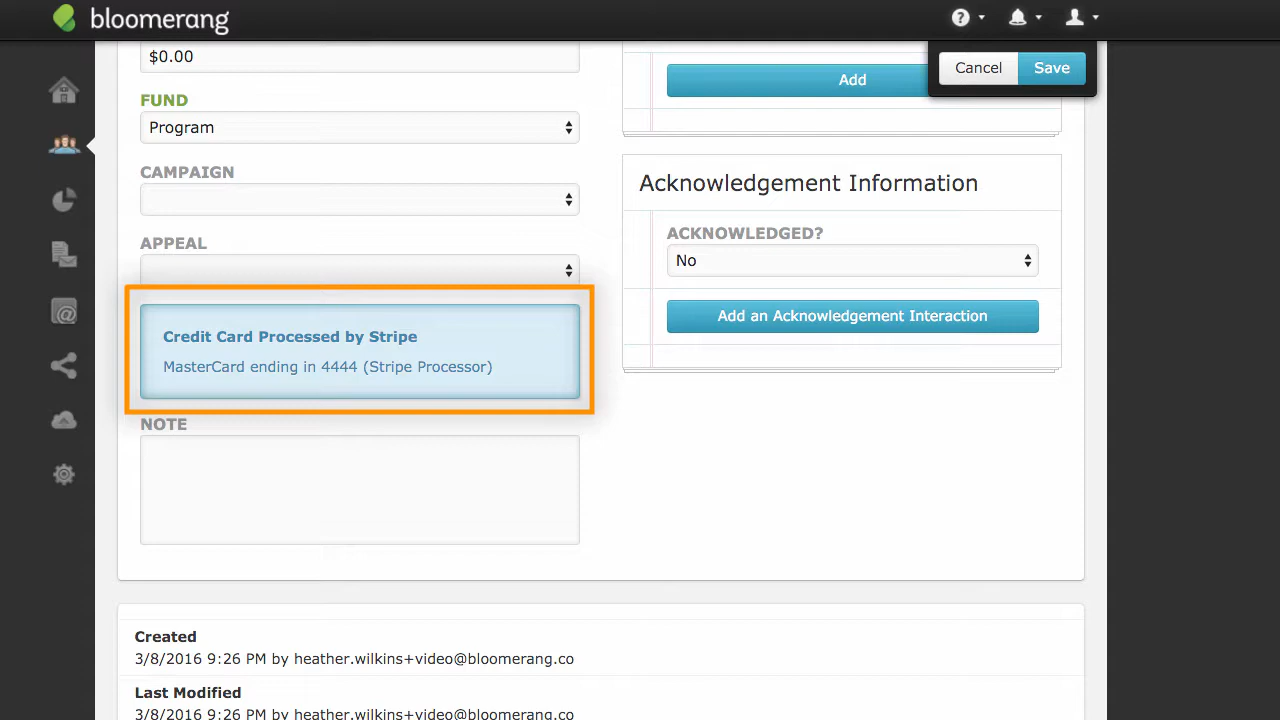 bloomerang
?
$0.00
Cancel
Save
Add
FUND
Program
CAMPAIGN
APPEAL
Acknowledgement Information
ACKNOWLEDGED?
No
Add an Acknowledgement Interaction
Credit Card Processed by Stripe
MasterCard ending in 4444 (Stripe Processor)
NOTE
Created
3/8/2016 9:26 PM by heather.wilkins+video@bloomerang.co
Last Modified
3/8/2016 9:26 PM by heather.wilkins+video@bloomerang.co